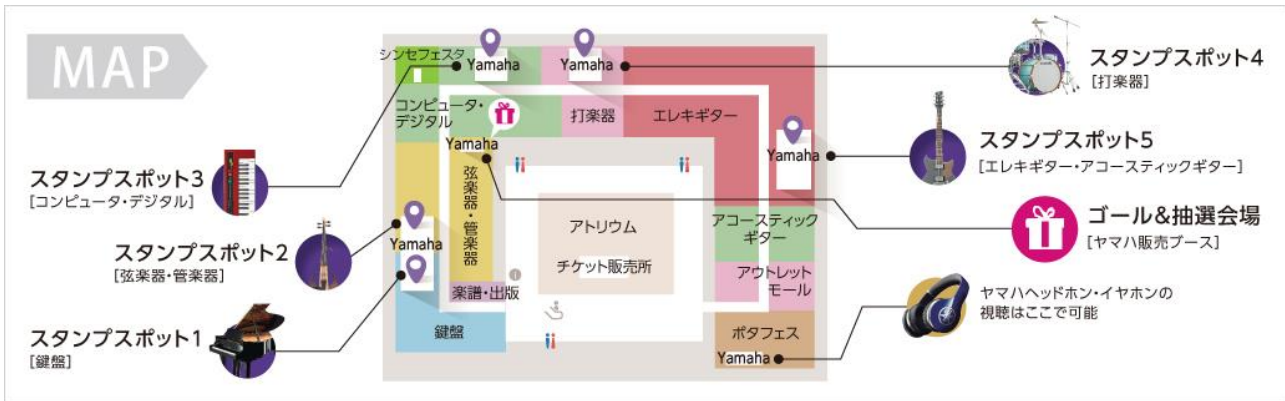 MAP
シンセフェスタ
Yamaha
Yamaha
スタンプスポット4
[打楽器]
コンピュータ・
デジタル
打楽器
エレキギター
Yamaha
Yamaha
スタンプスポット5
[エレキギター・アコースティックギター]
スタンプスポット3
[コンピュータ・デジタル]
弦楽器・管楽器
アトリウム
チケット販売所
アコースティック
ギター
ゴール&抽選会場
[ヤマハ販売ブース]
スタンプスポット2
[弦楽器・管楽器]
Yamaha
アウトレット
モール
楽譜・出版
ヤマハヘッドホン・イヤホンの
視聴はここで可能
スタンプスポット1
[鍵盤]
鍵盤
ポタフェス
Yamaha